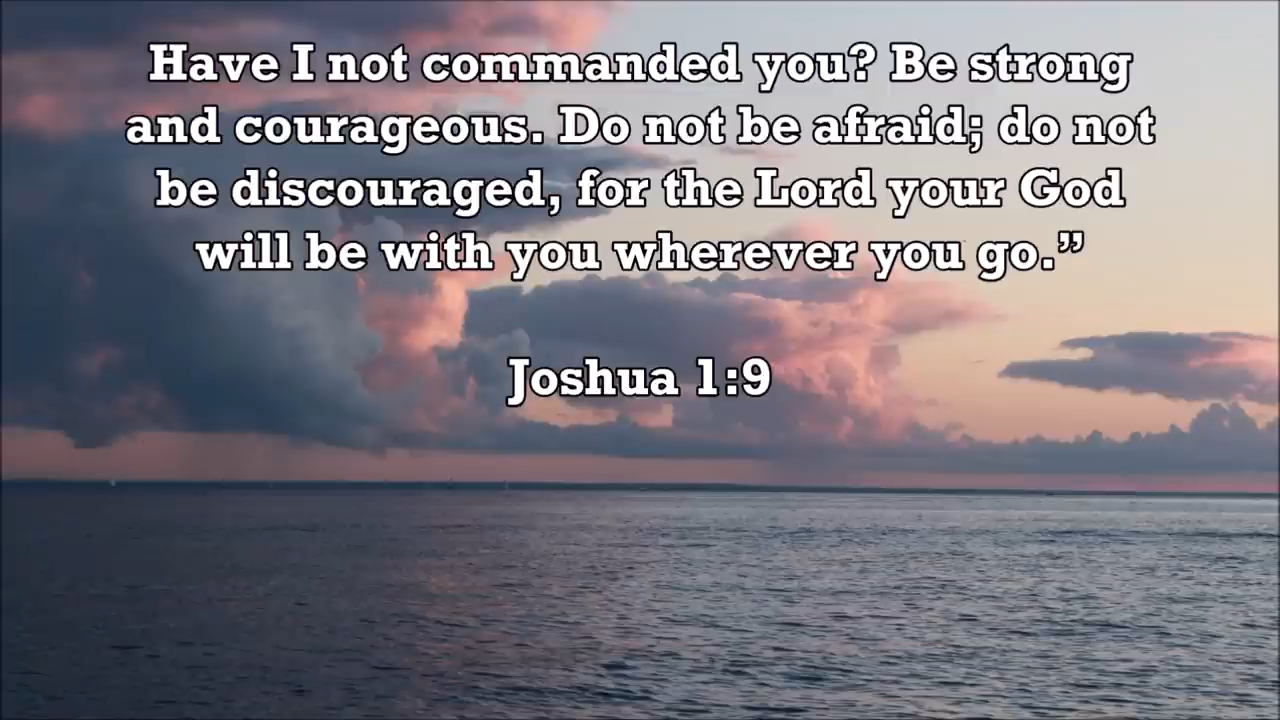 Have I not commanded you? Be strong
and courageous. Do not be afraid; do not
be discouraged, for the Lord your God
will be with you wherever you go.”
Joshua 1:9